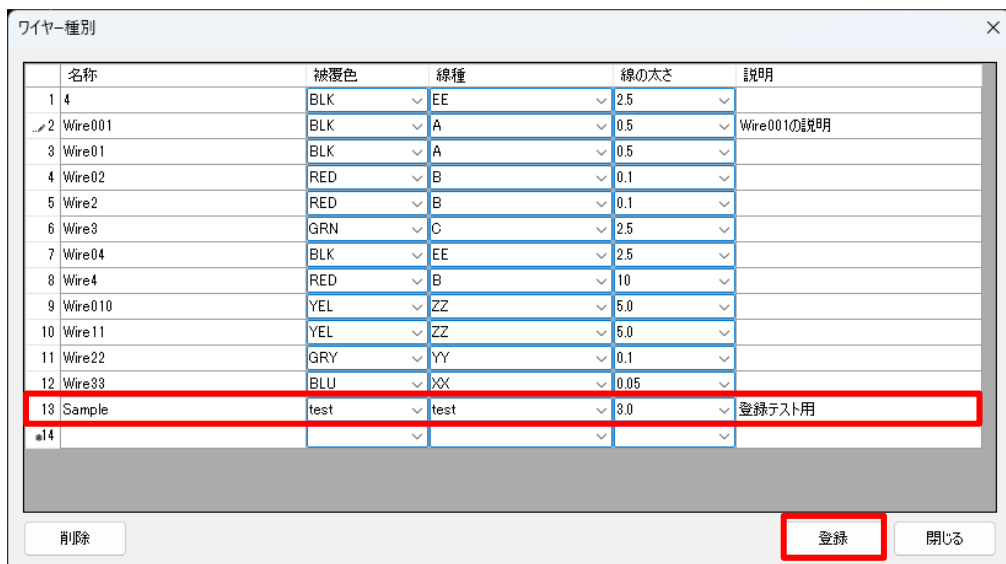 ワイヤー種別
名称 被覆色 線種 線の太さ 説明
1 4 BLK EE 2.5
2 Wire001 BLK A 0.5 Wire001の説明
3 Wire01 BLK A 0.5
4 Wire02 RED B 0.1
5 Wire2 RED B 0.1
6 Wire3 GRN C 2.5
7 Wire04 BLK EE 2.5
8 Wire4 RED B 10
9 Wire010 YEL ZZ 5.0
10 Wire11 YEL ZZ 5.0
11 Wire22 GRY YY 0.1
12 Wire33 BLU XX 0.05
13 Sample test test 3.0 登録テスト用
14
削除 登録 閉じる